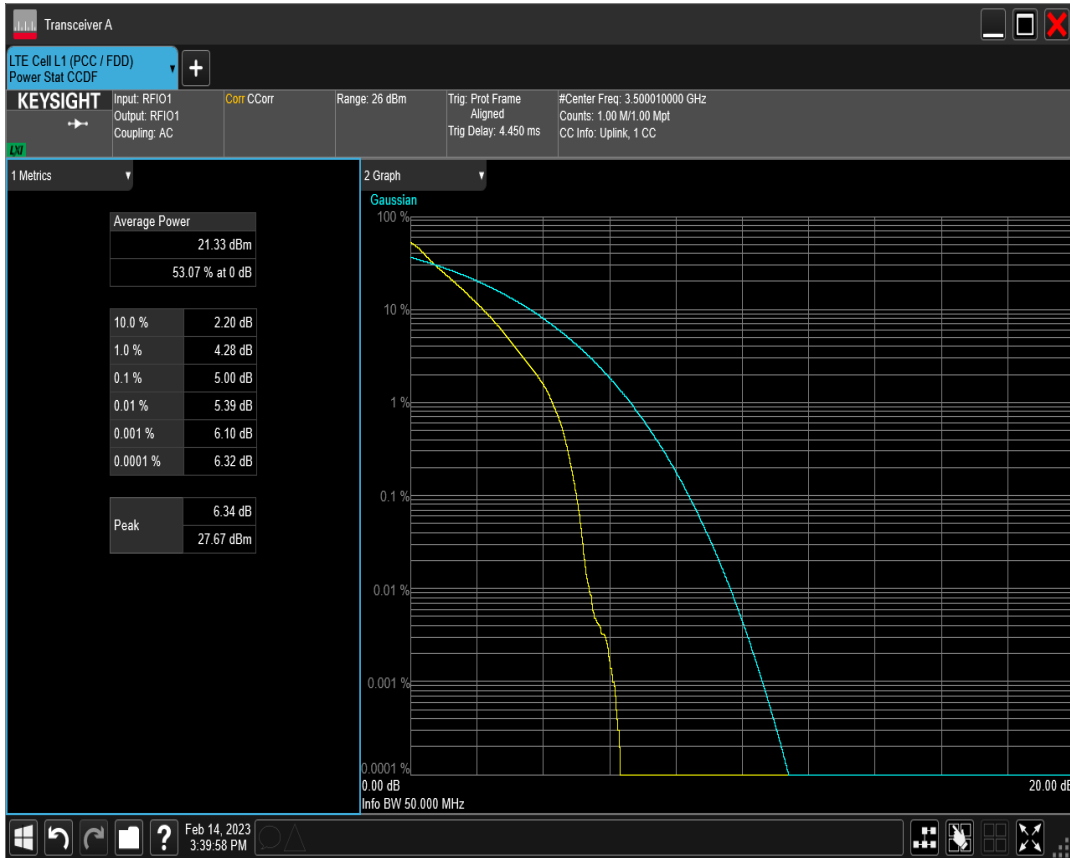 Transceiver A
LTE Cell L1 (PCC / FDD)
Power Stat CCDF
+
KEYSIGHT
LXI
Input: RFIO1
Output: RFIO1
Coupling: AC
Corr CCorr
Range: 26 dBm
Trig: Prot Frame
Aligned
Trig Delay: 4.450 ms
#Center Freq: 3.500010000 GHz
Counts: 1.00 M/1.00 Mpt
CC Info: Uplink, 1 CC
1 Metrics
Average Power
21.33 dBm
53.07 % at 0 dB
10.0 % 2.20 dB
1.0 % 4.28 dB
0.1 % 5.00 dB
0.01 % 5.39 dB
0.001 % 6.10 dB
0.0001 % 6.32 dB
Peak
6.34 dB
27.67 dBm
2 Graph
Gaussian
100 %
10 %
1 %
0.1 %
0.01 %
0.001 %
0.0001 %
0.00 dB 20.00 dB
Info BW 50.000 MHz
?
Feb 14, 2023
3:39:58 PM